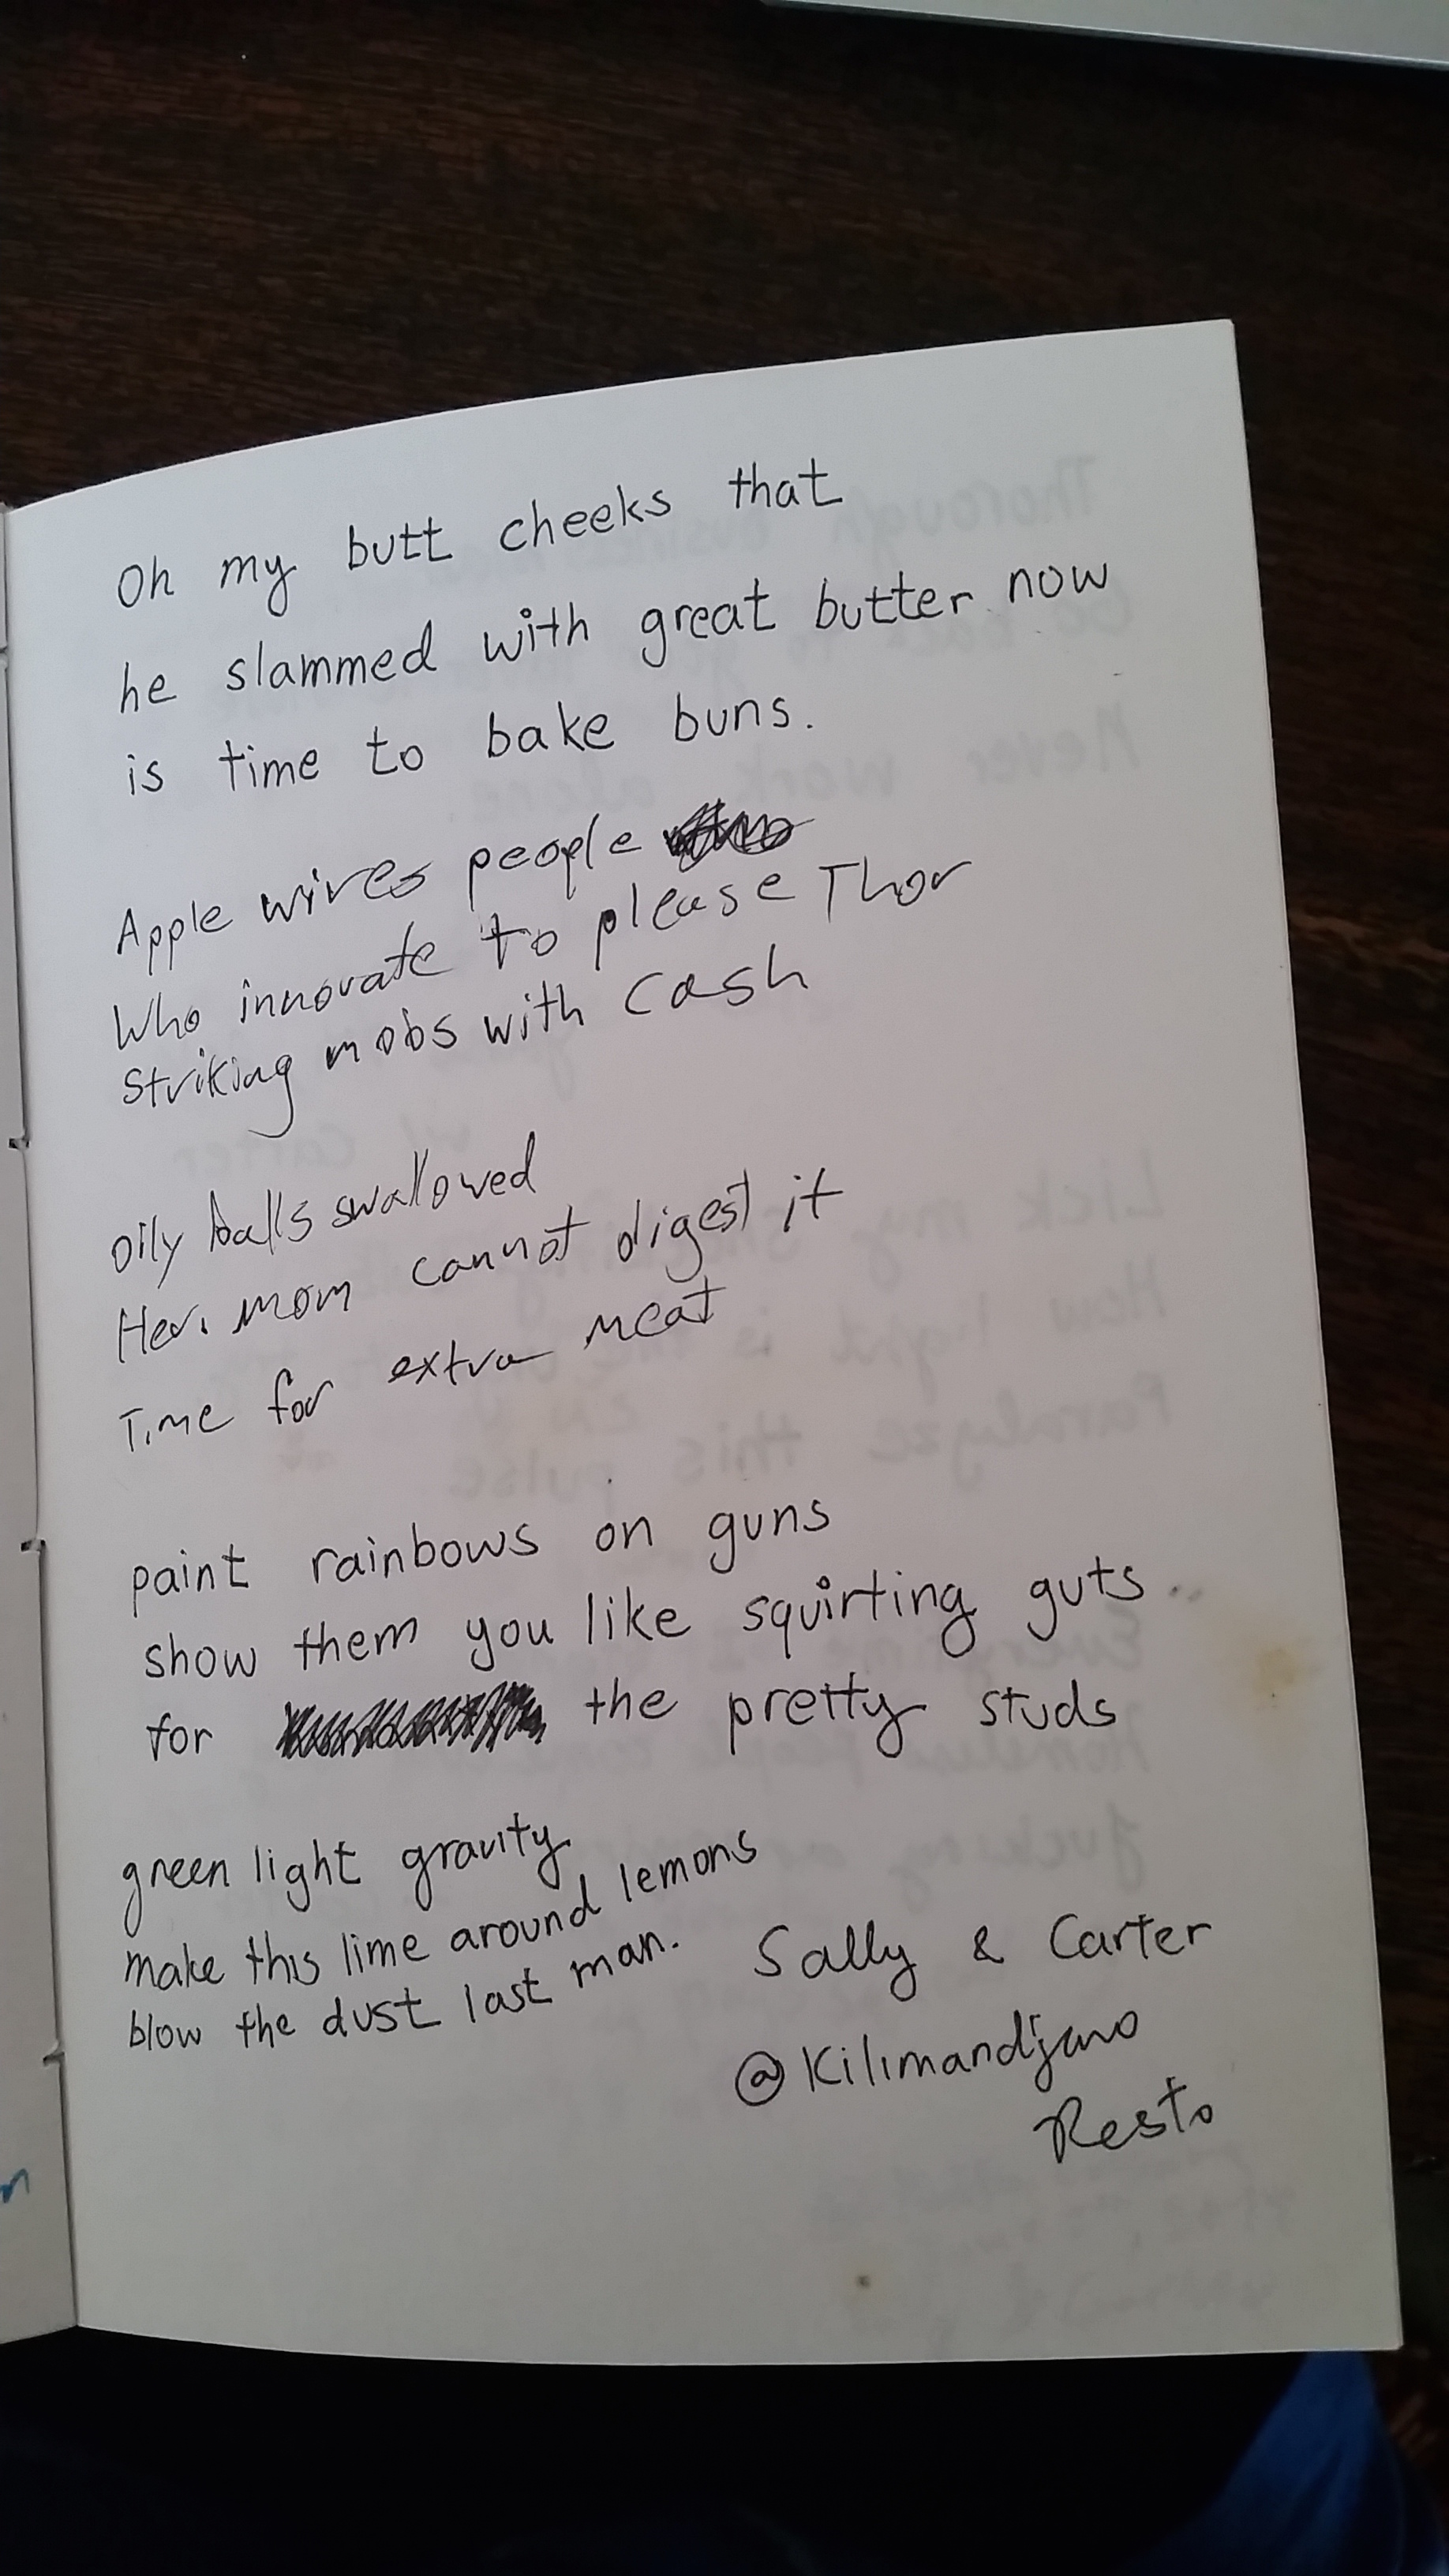 Oh my butt cheeks that
he slammed with great butter now
is time to bake buns.
Apple wires people
Who innovate to please Thor
Striking mobs with cash
Oily balls swallowed
Her mom cannot digest it
Time for extra meat
paint rainbows on guns
show them you like squirting guts..
for the pretty studs
green light gravity
make this lime around lemons
blow the dust last man.
Sally & Carter
@Kilimandjaro
Resto